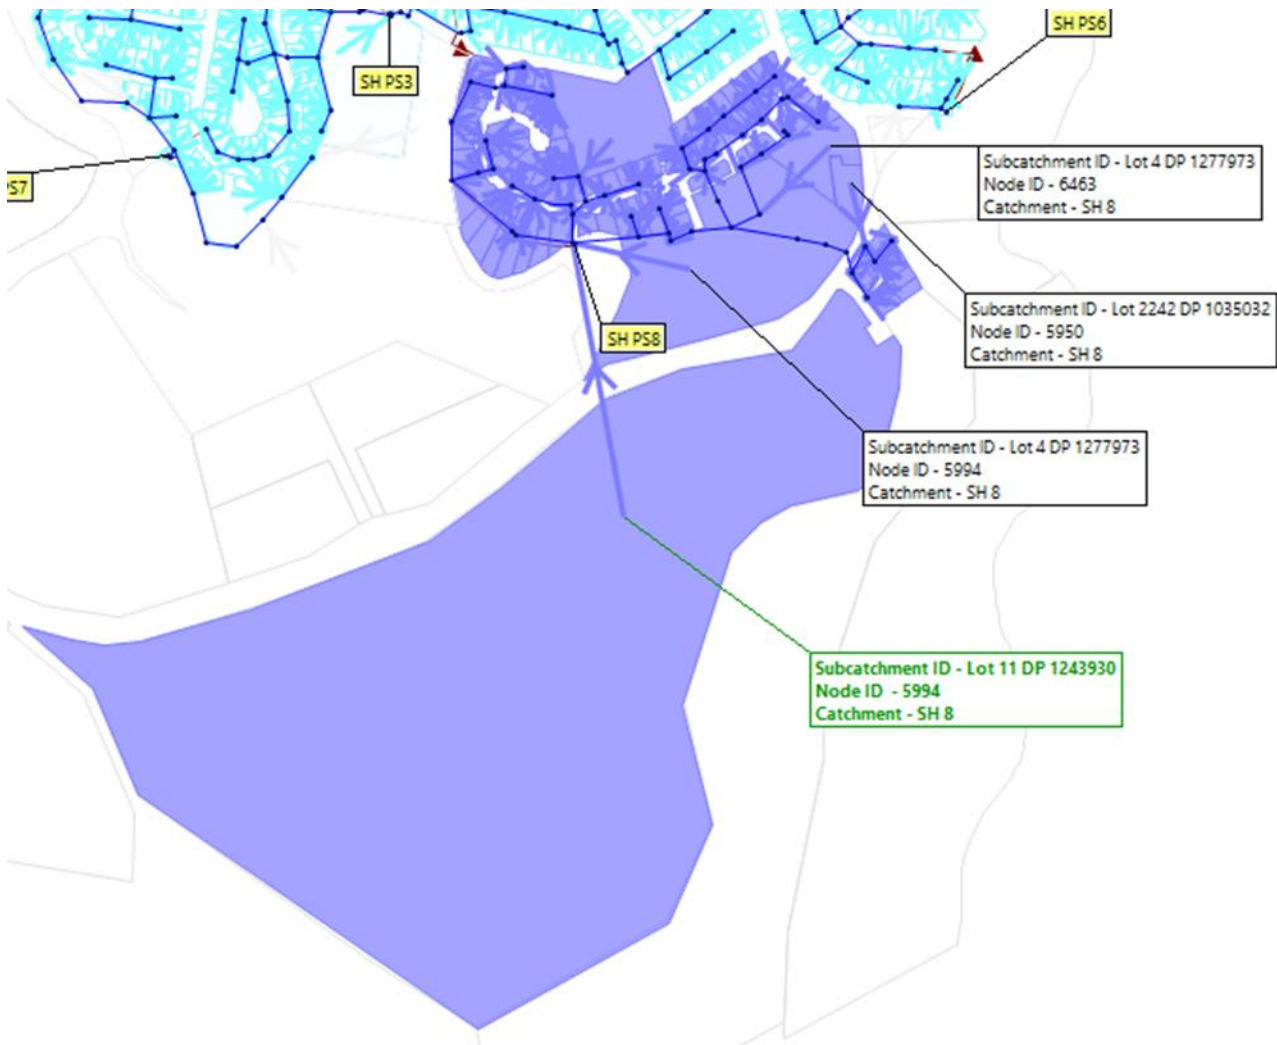 SH PS6
SH PS3
PS7
Subcatchment ID - Lot 4 DP 1277973
Node ID - 6463
Catchment - SH 8
Subcatchment ID - Lot 2242 DP 1035032
Node ID - 5950
Catchment - SH 8
SH PS8
Subcatchment ID - Lot 4 DP 1277973
Node ID - 5994
Catchment - SH 8
Subcatchment ID - Lot 11 DP 1243930
Node ID - 5994
Catchment - SH 8